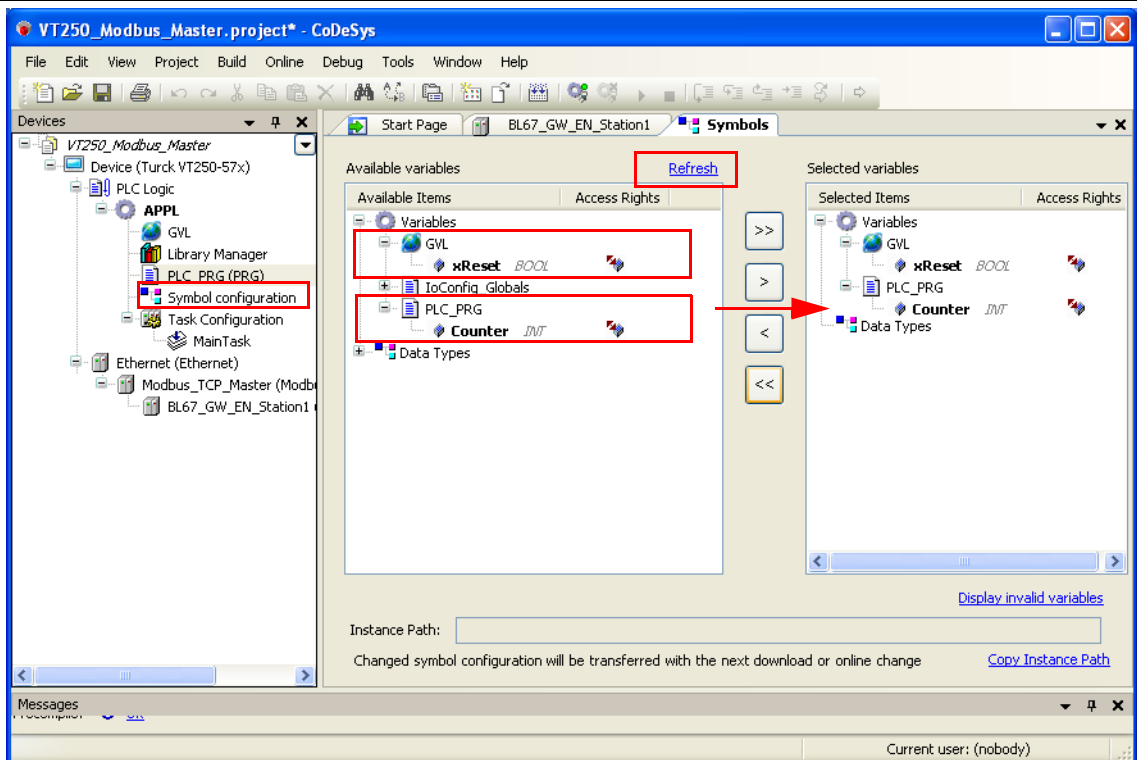 VT250_Modbus_Master.project* - CoDeSys
File Edit View Project Build Online Debug Tools Window Help
Devices
VT250_Modbus_Master
Device (Turck VT250-57x)
PLC Logic
APPL
GVL
Library Manager
PLC_PRG (PRG)
Symbol configuration
Task Configuration
MainTask
Ethernet (Ethernet)
Modbus_TCP_Master (Modb
BL67_GW_EN_Station1
Start Page BL67_GW_EN_Station1 Symbols
Available variables Refresh
Available Items Access Rights
Variables
GVL
xReset BOOL
IoConfig_Globals
PLC_PRG
Counter INT
Data Types
>>
>
<
<<
Selected variables
Selected Items Access Rights
Variables
GVL
xReset BOOL
PLC_PRG
Counter INT
Data Types
Display invalid variables
Instance Path:
Changed symbol configuration will be transferred with the next download or online change Copy Instance Path
Messages
Current user: (nobody)